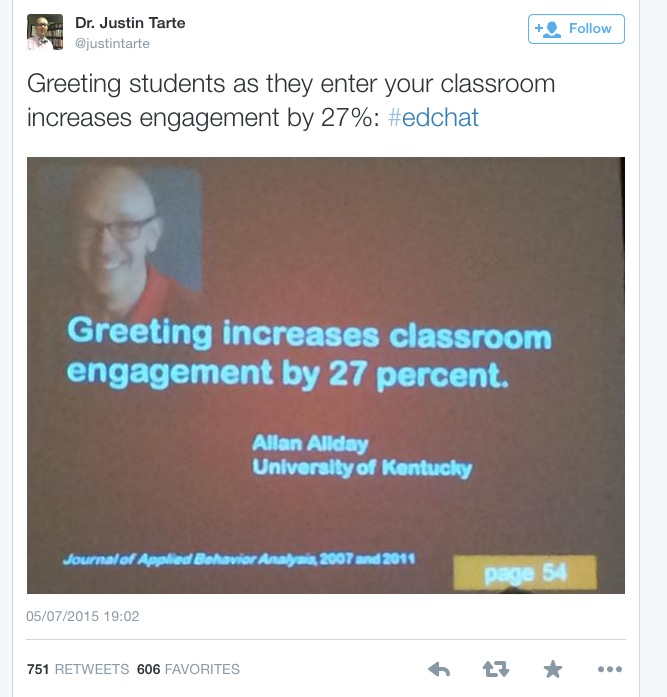 Dr. Justin Tarte
@justintarte
Follow
Greeting students as they enter your classroom
increases engagement by 27%: #edchat
Greeting increases classroom
engagement by 27 percent.
Allan Allday
University of Kentucky
Journal of Applied Behavior Analysis, 2007 and 2011
page 54
05/07/2015 19:02
751 RETWEETS 606 FAVORITES